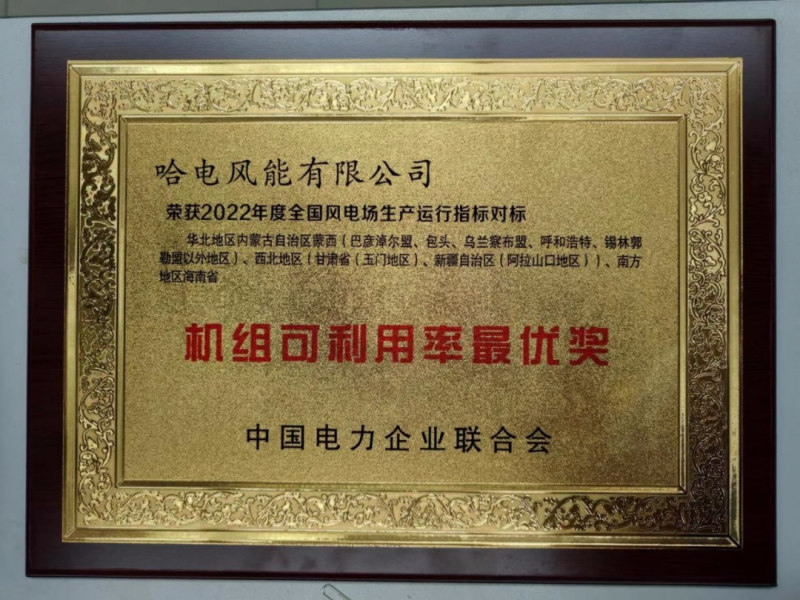 哈电风能有限公司
荣获2022年度全国风电场生产运行指标对标
华北地区内蒙古自治区蒙西（巴彦淖尔盟、包头、乌兰察布盟、呼和浩特、锡林郭
勒盟以外地区）、西北地区（甘肃省（玉门地区）、新疆自治区（阿拉山口地区））、南方
地区海南省
机组可利用率最优奖
中国电力企业联合会